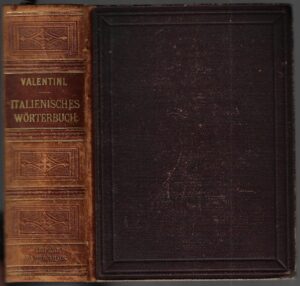 VALENTINI.
ITALIENISCHES
WÖRTERBUCH.